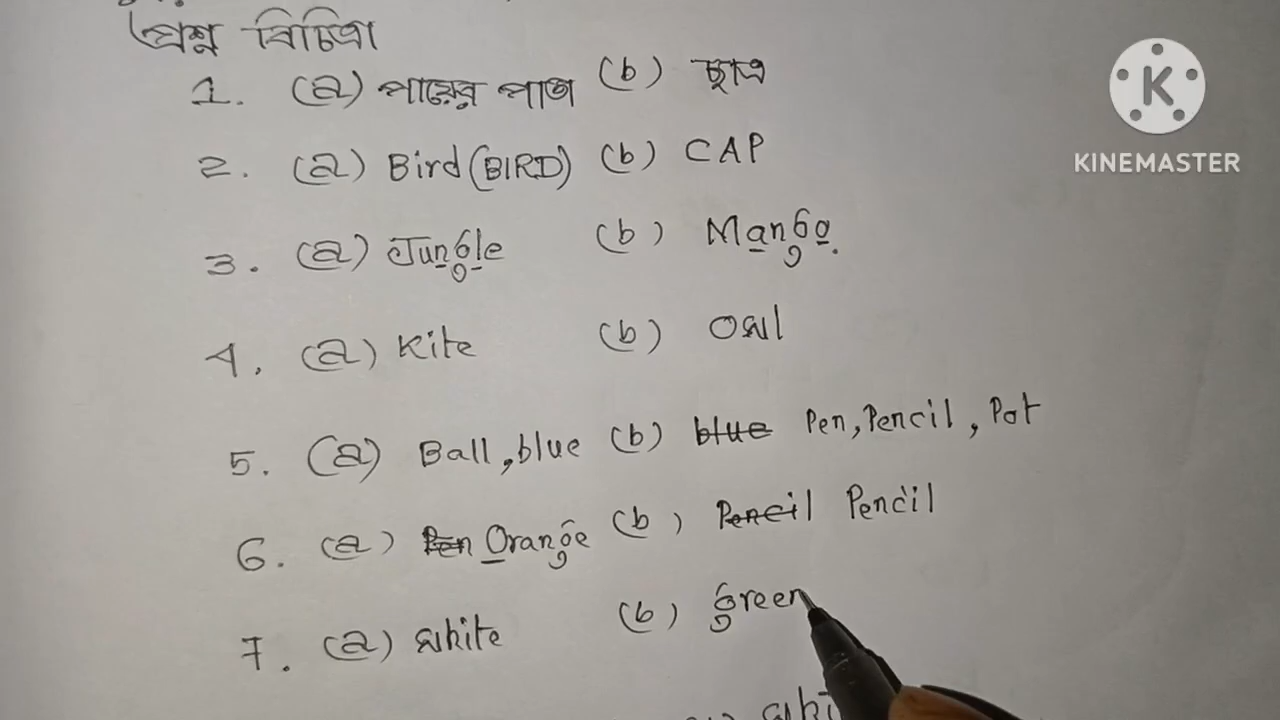 প্রশ্ন বিচিত্রা
1. (a) পায়ের পাতা (b) ছাত্র
2. (a) Bird (BIRD) (b) CAP
3. (a) Jungle (b) Mango.
4. (a) Kite (b) Owl
5. (a) Ball, blue (b) blue Pen, Pencil, Pot
6. (a) Pen Orange (b) Pencil Pencil
7. (a) white (b) Green
KINEMASTER